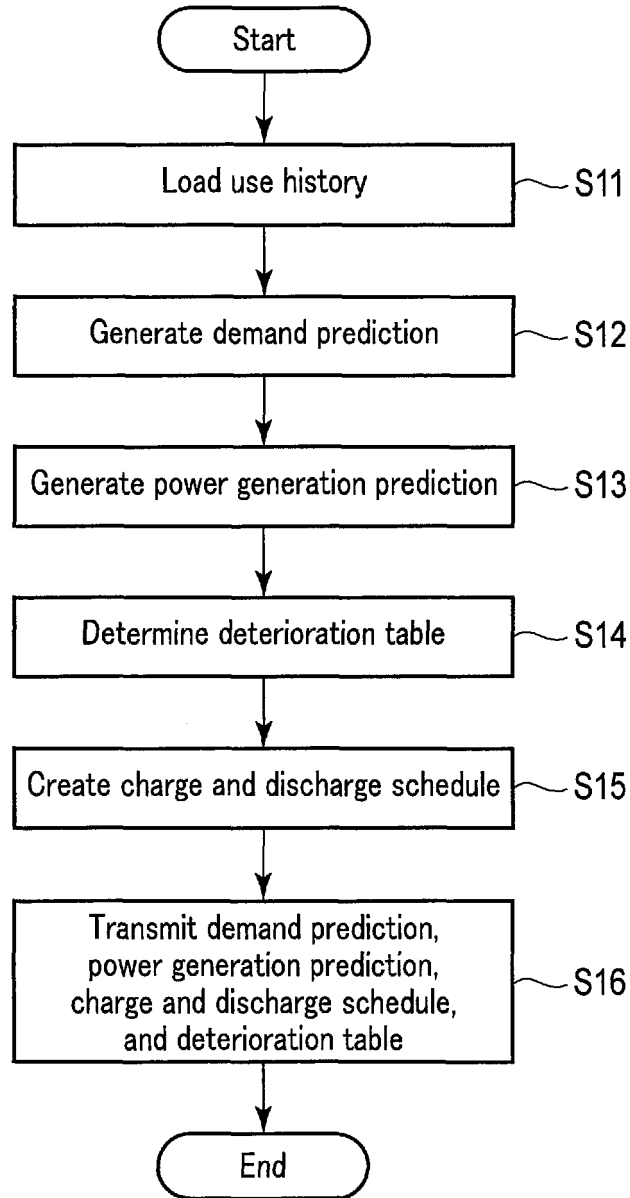 Start
Load use history
S11
Generate demand prediction
S12
Generate power generation prediction
S13
Determine deterioration table
S14
Create charge and discharge schedule
S15
Transmit demand prediction,
power generation prediction,
charge and discharge schedule,
and deterioration table
S16
End